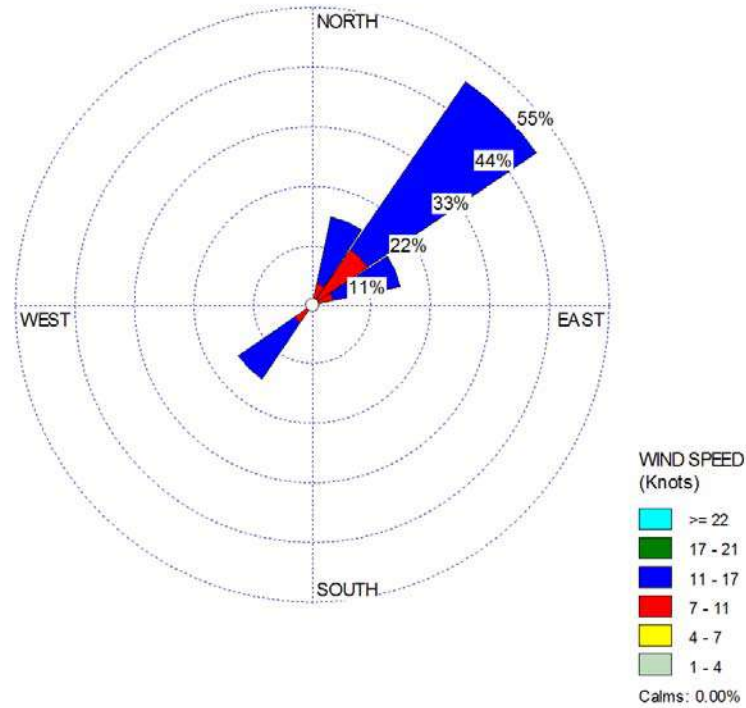 NORTH
55%
44%
33%
22%
11%
WEST
EAST
SOUTH
WIND SPEED
(Knots)
>= 22
17 - 21
11 - 17
7 - 11
4 - 7
1 - 4
Calms: 0.00%